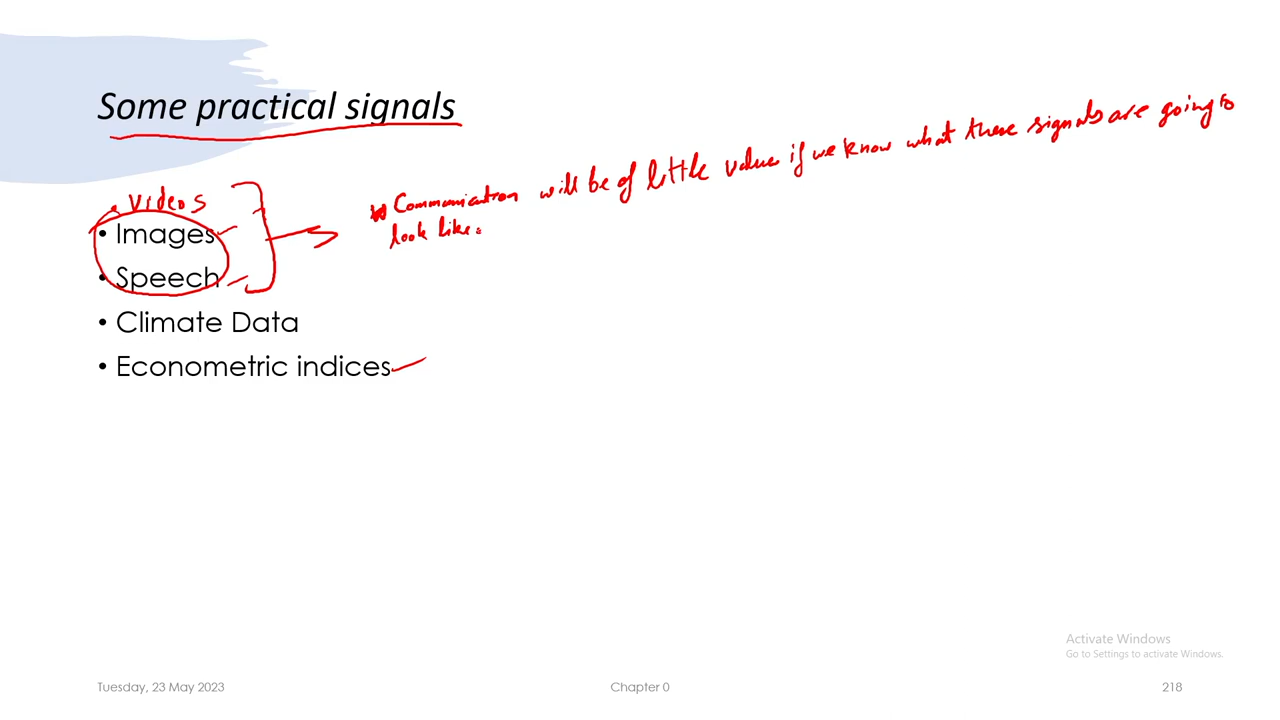 Some practical signals
• Videos
• Images
• Speech
• Climate Data
• Econometric indices
Communication will be of little value if we know what these signals are going to
look like.
Activate Windows
Go to Settings to activate Windows.
Tuesday, 23 May 2023
Chapter 0
218